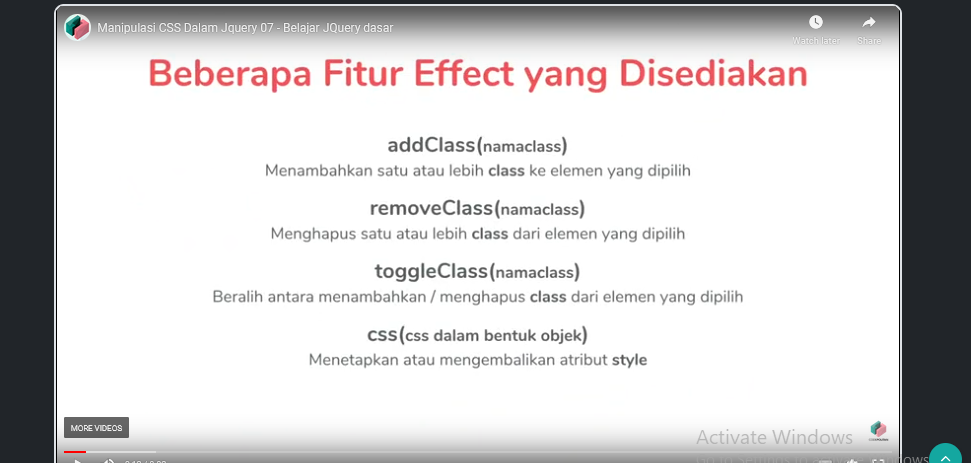 Manipulasi CSS Dalam Jquery 07 - Belajar JQuery dasar
Watch later
Share
Beberapa Fitur Effect yang Disediakan
addClass(namaclass)
Menambahkan satu atau lebih class ke elemen yang dipilih
removeClass(namaclass)
Menghapus satu atau lebih class dari elemen yang dipilih
toggleClass(namaclass)
Beralih antara menambahkan / menghapus class dari elemen yang dipilih
css(css dalam bentuk objek)
Menetapkan atau mengembalikan atribut style
MORE VIDEOS
Activate Windows